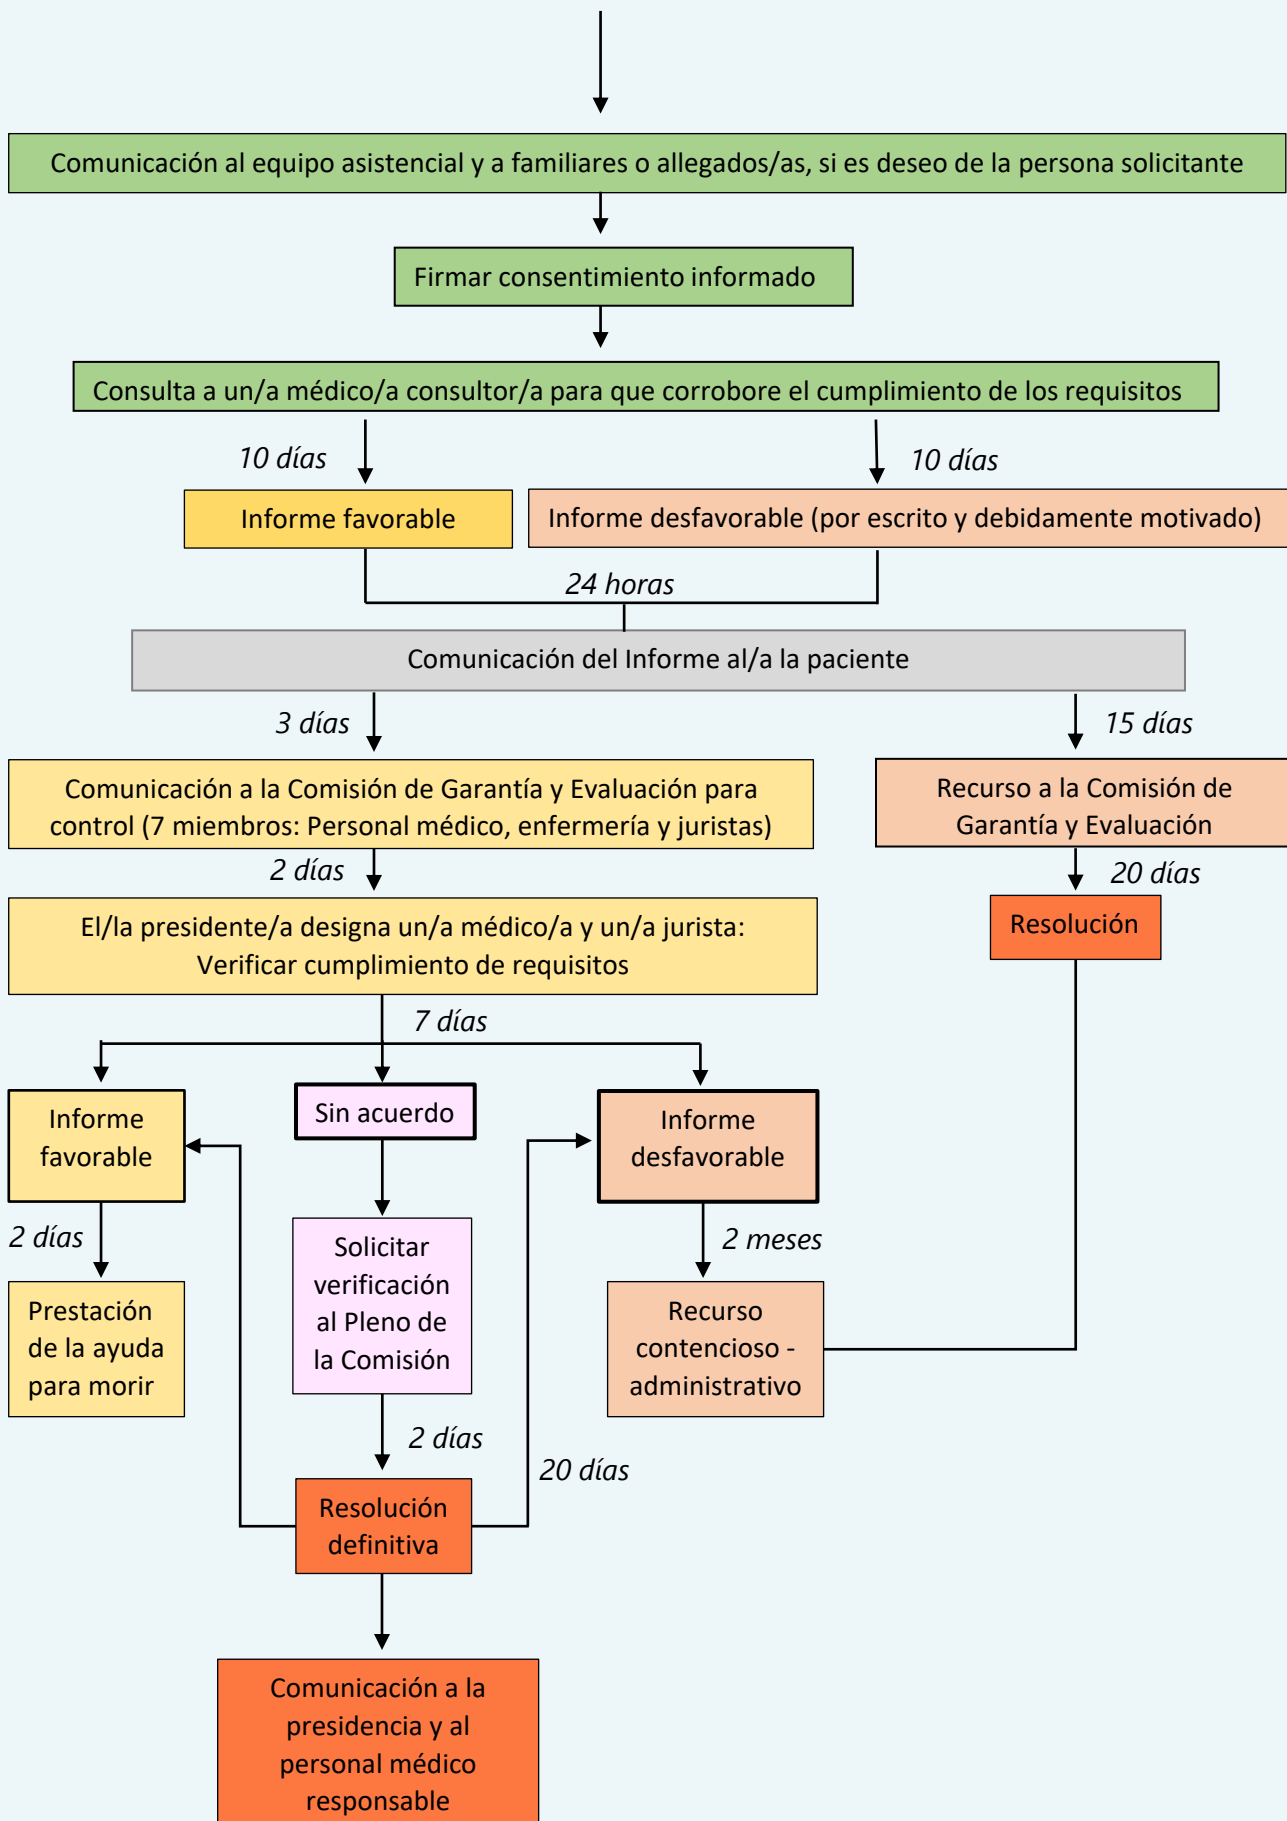 Comunicación al equipo asistencial y a familiares o allegados/as, si es deseo de la persona solicitante
Firmar consentimiento informado
Consulta a un/a médico/a consultor/a para que corrobore el cumplimiento de los requisitos
10 días
10 días
Informe favorable
Informe desfavorable (por escrito y debidamente motivado)
24 horas
Comunicación del Informe al/a la paciente
3 días
15 días
Comunicación a la Comisión de Garantía y Evaluación para
control (7 miembros: Personal médico, enfermería y juristas)
Recurso a la Comisión de
Garantía y Evaluación
2 días
20 días
El/la presidente/a designa un/a médico/a y un/a jurista:
Verificar cumplimiento de requisitos
Resolución
7 días
Informe
favorable
Sin acuerdo
Informe
desfavorable
2 días
2 meses
Prestación
de la ayuda
para morir
Solicitar
verificación
al Pleno de
la Comisión
Recurso
contencioso -
administrativo
2 días
20 días
Resolución
definitiva
Comunicación a la
presidencia y al
personal médico
responsable